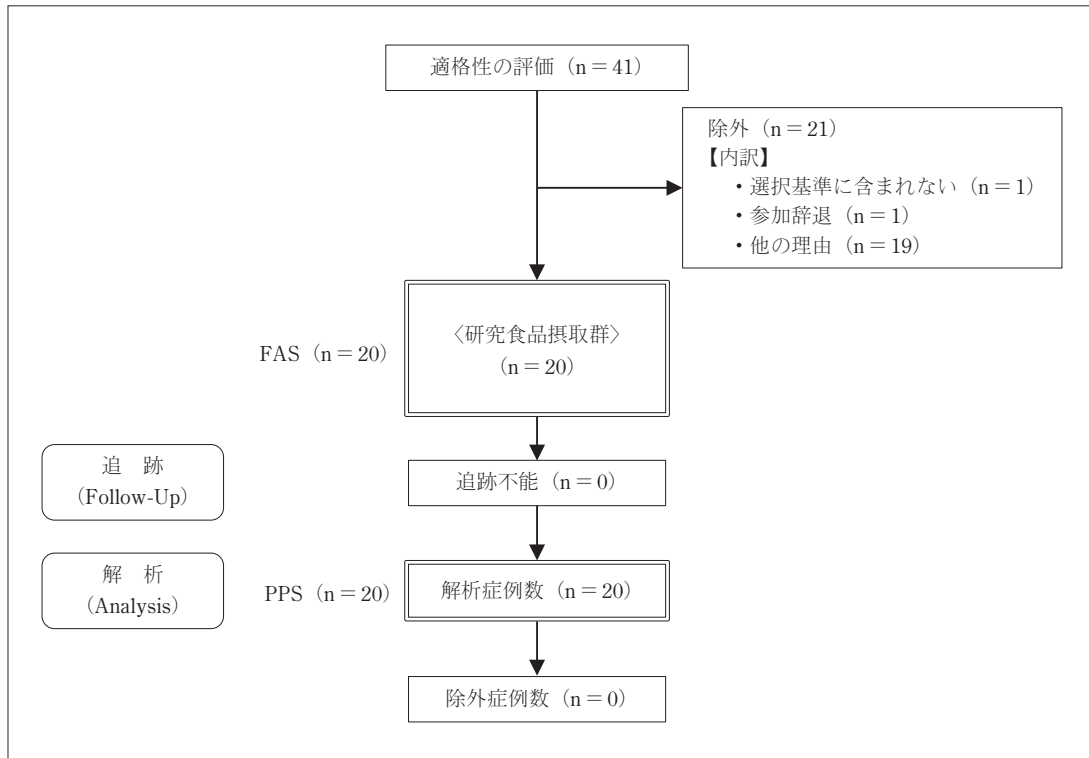 適格性の評価（n＝41）
除外（n＝21）
【内訳】
・選択基準に含まれない（n＝1）
・参加辞退（n＝1）
・他の理由（n＝19）
FAS（n＝20）
〈研究食品摂取群〉
（n＝20）
追　跡
（Follow-Up）
追跡不能（n＝0）
解　析
（Analysis）
PPS（n＝20）
解析症例数（n＝20）
除外症例数（n＝0）